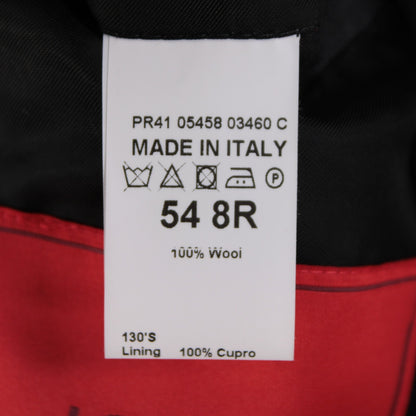 PR41 05458 03460 C
MADE IN ITALY
P
54 8R
100% Wool
130'S
Lining 100% Cupro